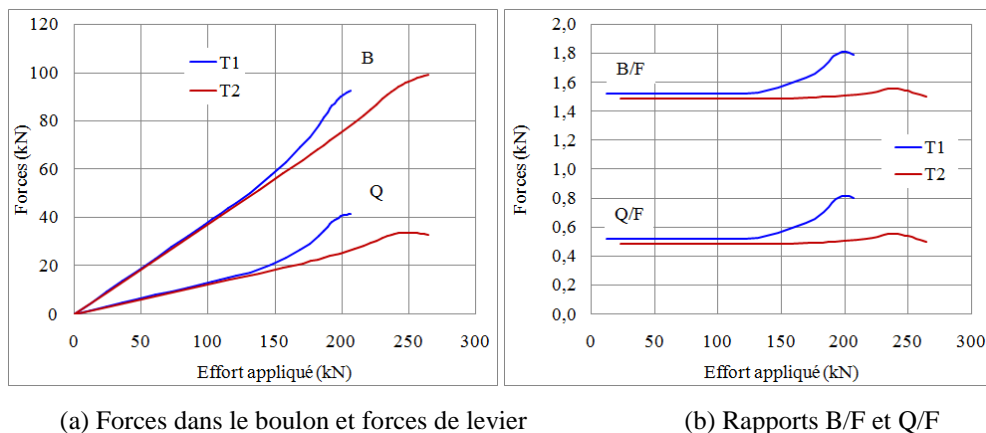 120
100
80
60
40
20
0
Forces (kN)
T1
T2
B
Q
0 50 100 150 200 250 300
Effort appliqué (kN)
2,0
1,8
1,6
1,4
1,2
1,0
0,8
0,6
0,4
0,2
0,0
Forces (kN)
B/F
T1
T2
Q/F
0 50 100 150 200 250 300
Effort appliqué (kN)
(a) Forces dans le boulon et forces de levier
(b) Rapports B/F et Q/F